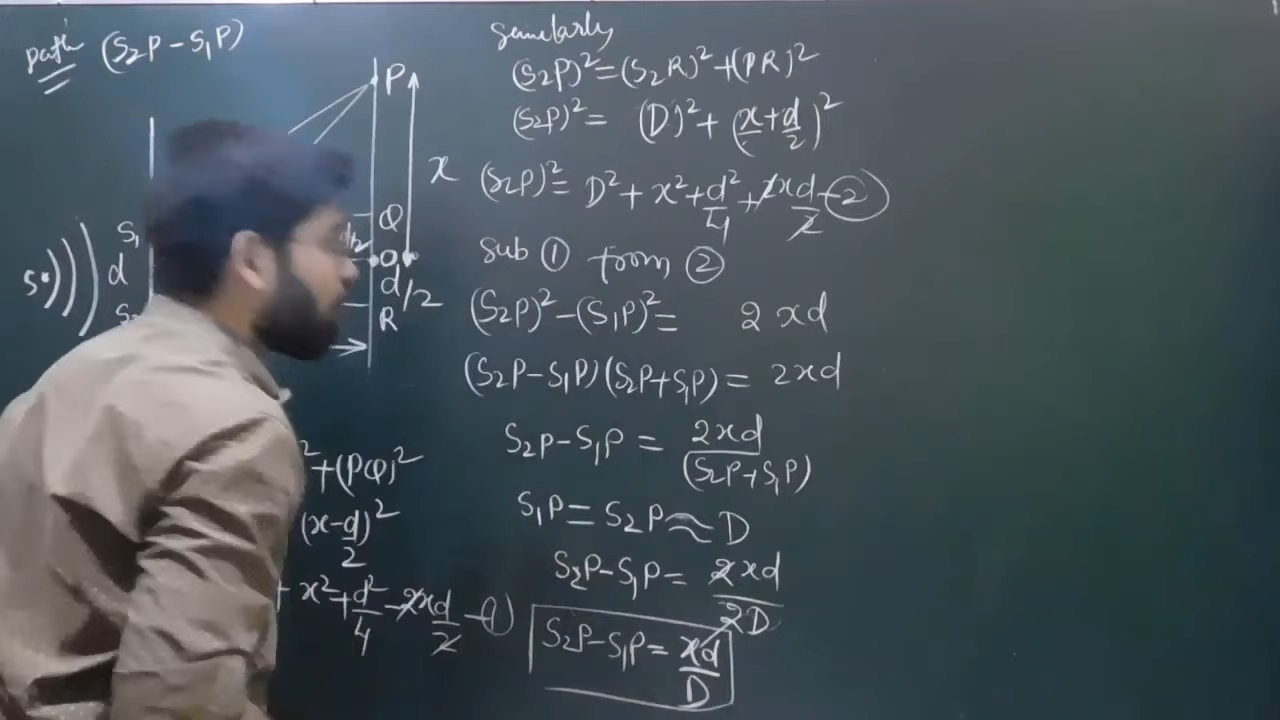 path (S₂P - S₁P)
P
x
S₁
Q
S
d
O
d/2
S₂
R
²+(PQ)²
(x-d/2)²
+ x²+d²/4 - 2xd/2 - ①
similarly
(S₂P)²=(S₂R)²+(PR)²
(S₂P)²= (D)²+(x+d/2)²
(S₂P)²= D²+x²+d²/4+2xd/2 - ②
Sub ① from ②
(S₂P)²-(S₁P)²= 2xd
(S₂P-S₁P)(S₂P+S₁P)= 2xd
S₂P-S₁P = 2xd/(S₂P+S₁P)
S₁P=S₂P≈D
S₂P-S₁P= 2xd/2D
S₂P-S₁P= xd/D